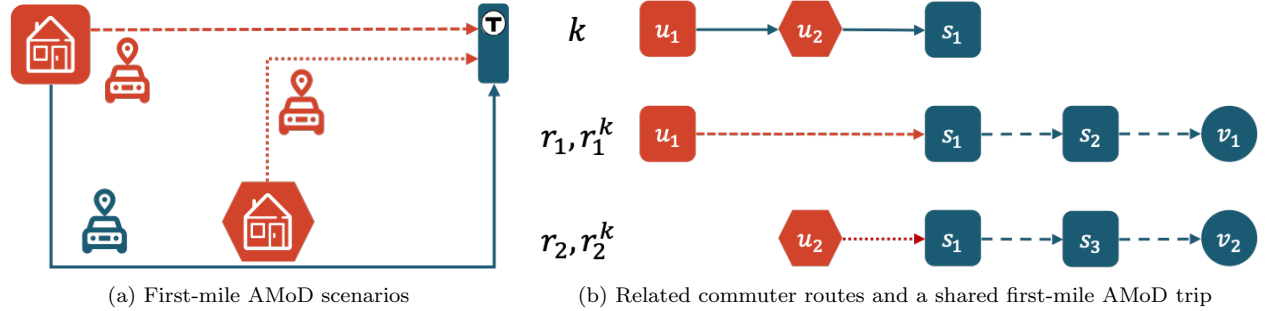 T
k u₁ u₂ s₁
r₁, r₁ᵏ u₁ s₁ s₂ v₁
r₂, r₂ᵏ u₂ s₁ s₃ v₂
(a) First-mile AMoD scenarios
(b) Related commuter routes and a shared first-mile AMoD trip